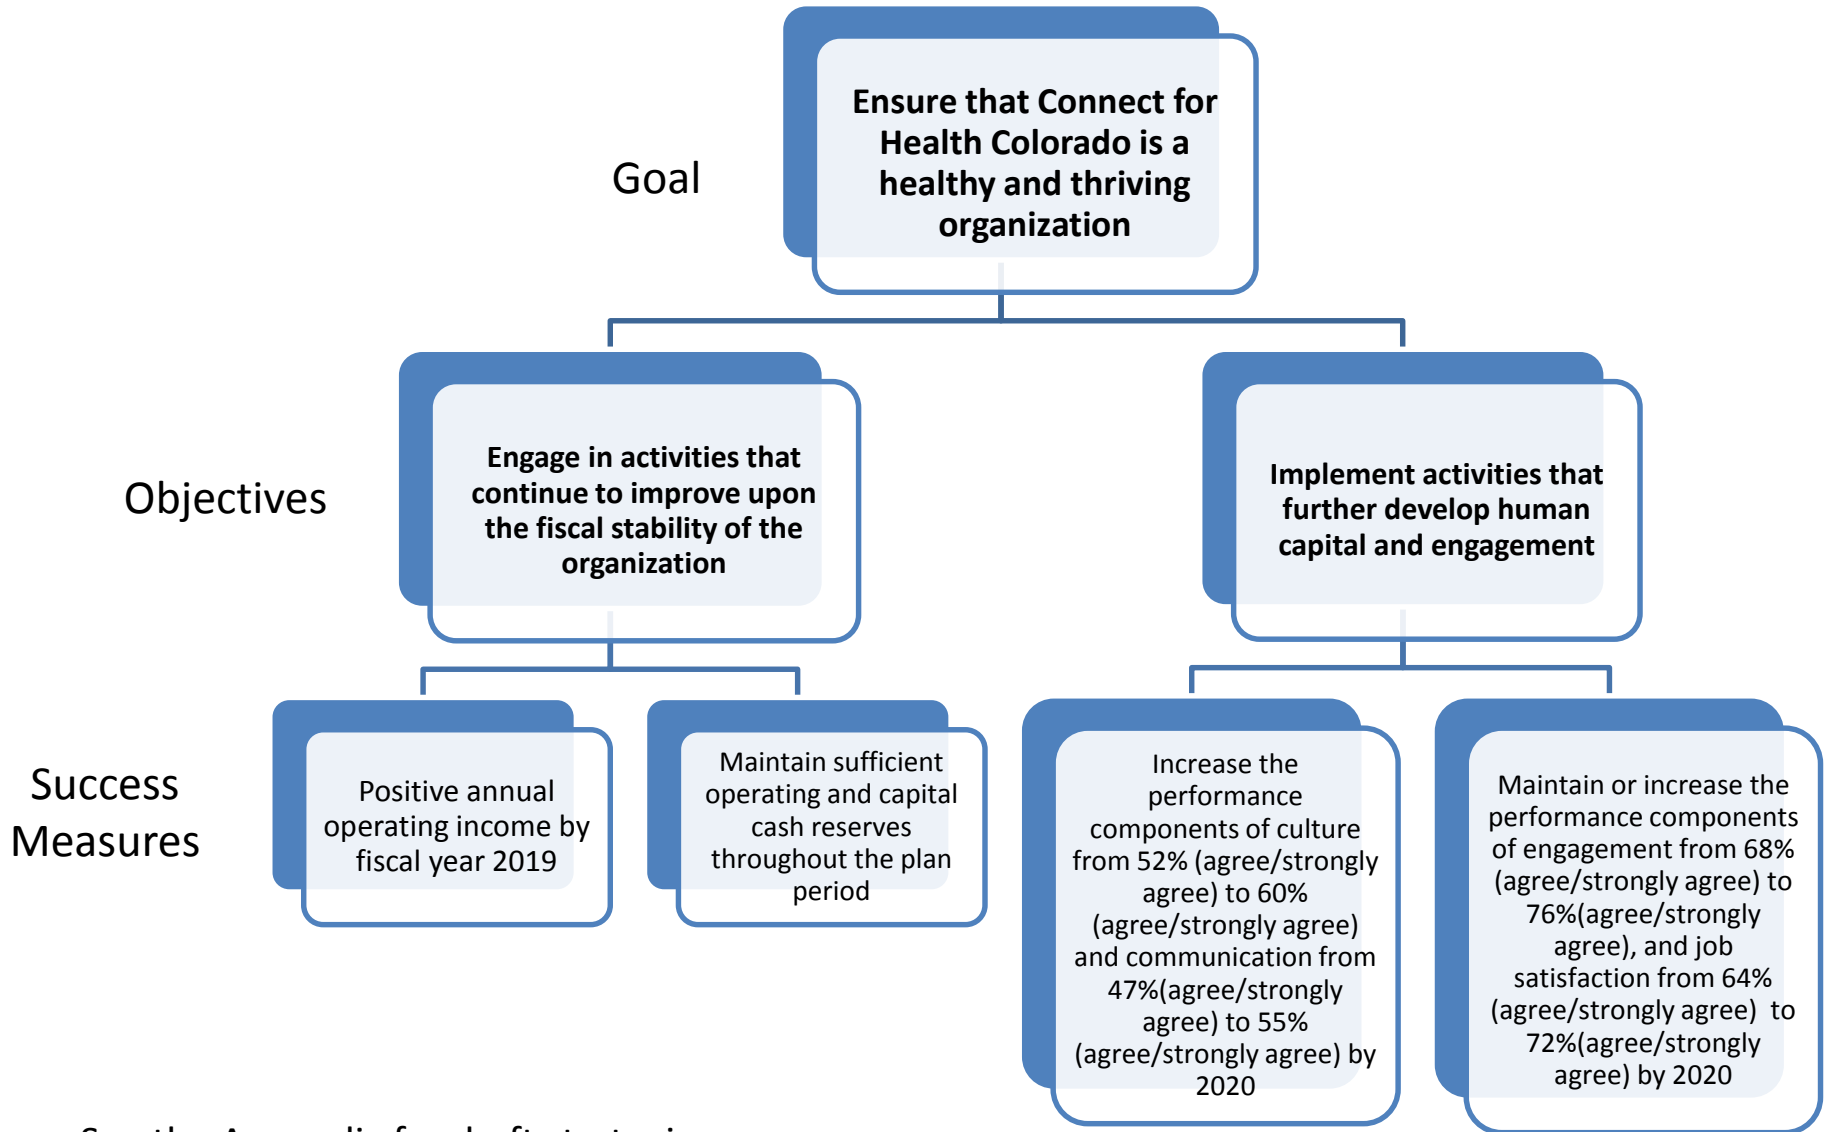 Goal
Ensure that Connect for
Health Colorado is a
healthy and thriving
organization
Objectives
Engage in activities that
continue to improve upon
the fiscal stability of the
organization
Implement activities that
further develop human
capital and engagement
Success
Measures
Positive annual
operating income by
fiscal year 2019
Maintain sufficient
operating and capital
cash reserves
throughout the plan
period
Increase the
performance
components of culture
from 52% (agree/strongly
agree) to 60%
(agree/strongly agree)
and communication from
47%(agree/strongly
agree) to 55%
(agree/strongly agree) by
2020
Maintain or increase the
performance components
of engagement from 68%
(agree/strongly agree) to
76%(agree/strongly
agree), and job
satisfaction from 64%
(agree/strongly agree)  to
72%(agree/strongly
agree) by 2020
See the Appendix for draft strategies